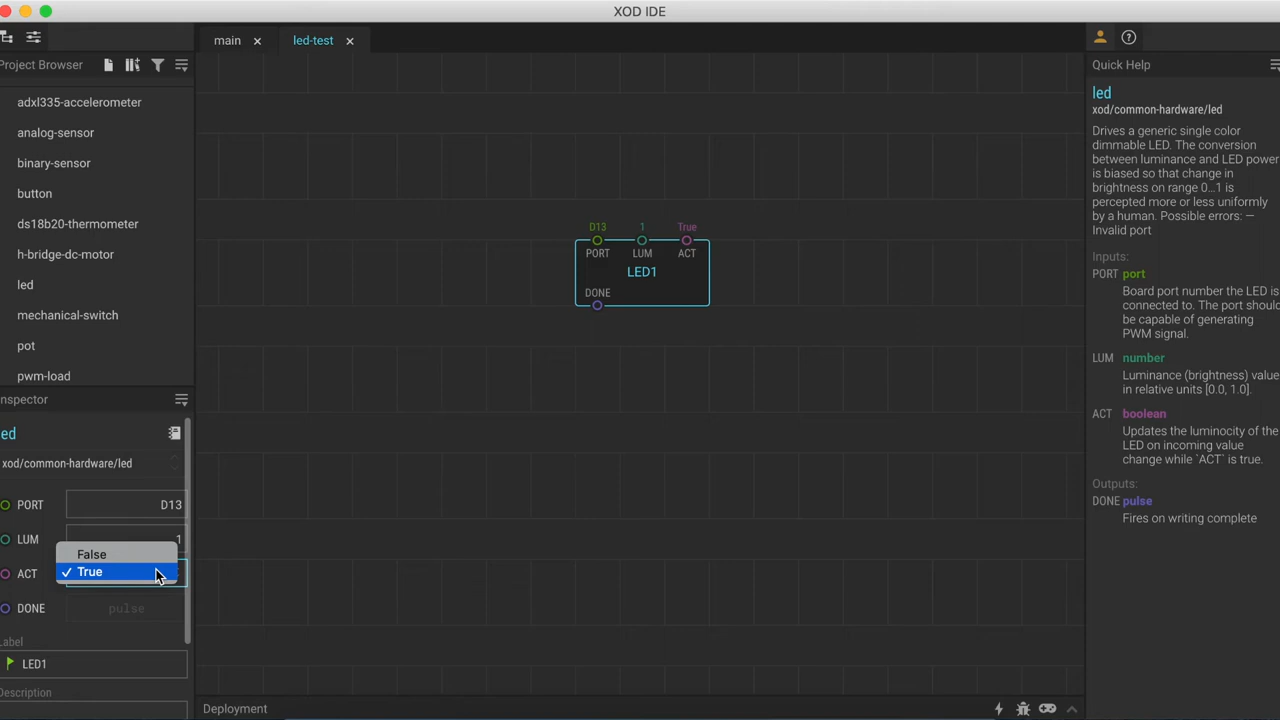 XOD IDE
main
led-test
Project Browser
adxl335-accelerometer
analog-sensor
binary-sensor
button
ds18b20-thermometer
h-bridge-dc-motor
led
mechanical-switch
pot
pwm-load
nspector
ed
xod/common-hardware/led
PORT D13
LUM 1
ACT
False
✓ True
DONE pulse
Label
LED1
Description
D13 1 True
PORT LUM ACT
LED1
DONE
Deployment
Quick Help
led
xod/common-hardware/led
Drives a generic single color
dimmable LED. The conversion
between luminance and LED power
is biased so that change in
brightness on range 0…1 is
percepted more or less uniformly
by a human. Possible errors: —
Invalid port
Inputs:
PORT port
Board port number the LED is
connected to. The port should
be capable of generating
PWM signal.
LUM number
Luminance (brightness) value
in relative units [0.0, 1.0].
ACT boolean
Updates the luminocity of the
LED on incoming value
change while `ACT` is true.
Outputs:
DONE pulse
Fires on writing complete